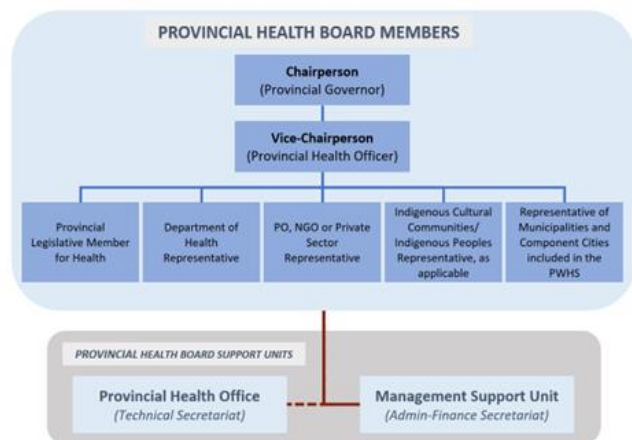 PROVINCIAL HEALTH BOARD MEMBERS
Chairperson
(Provincial Governor)
Vice-Chairperson
(Provincial Health Officer)
Provincial
Legislative Member
for Health
Department of
Health
Representative
PO, NGO or Private
Sector
Representative
Indigenous Cultural
Communities/
Indigenous Peoples
Representative, as
applicable
Representative of
Municipalities and
Component Cities
included in the
PWHS
PROVINCIAL HEALTH BOARD SUPPORT UNITS
Provincial Health Office
(Technical Secretariat)
Management Support Unit
(Admin-Finance Secretariat)